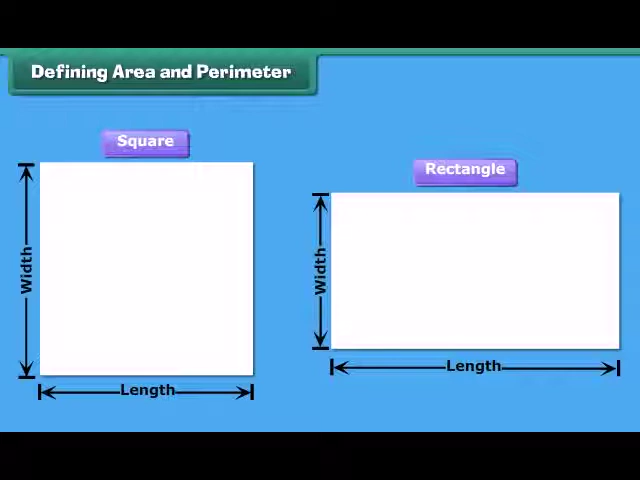 Defining Area and Perimeter
Square
Rectangle
Width
Length
Width
Length